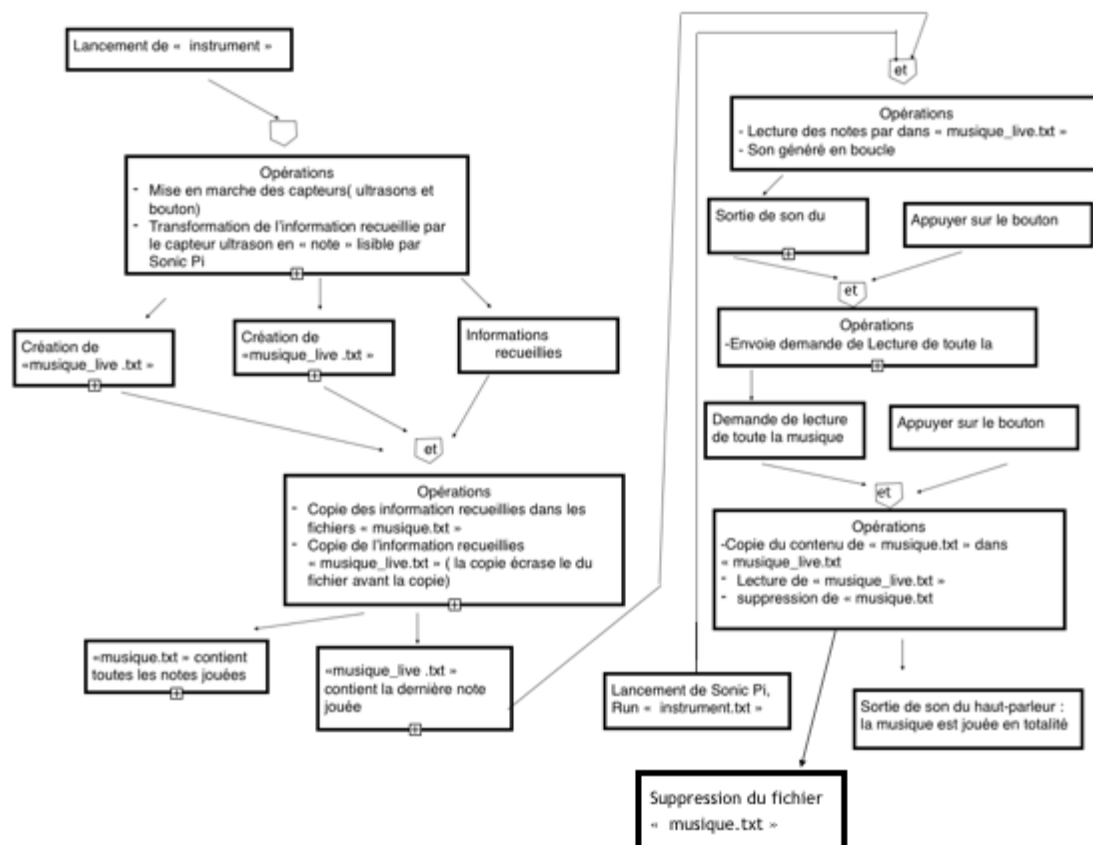 Lancement de « instrument »
Opérations
- Mise en marche des capteurs( ultrasons et
bouton)
- Transformation de l'information recueillie par
le capteur ultrason en « note » lisible par
Sonic Pi
Création de
«musique_live .txt »
Création de
«musique_live .txt »
Informations
recueillies
et
Opérations
- Copie des information recueillies dans les
fichiers « musique.txt »
- Copie de l'information recueillies
« musique_live.txt » ( la copie écrase le du
fichier avant la copie)
«musique.txt » contient
toutes les notes jouées
«musique_live .txt »
contient la dernière note
jouée
Lancement de Sonic Pi,
Run « instrument.txt »
et
Opérations
- Lecture des notes par dans « musique_live.txt »
- Son généré en boucle
Sortie de son du
Appuyer sur le bouton
et
Opérations
-Envoie demande de Lecture de toute la
Demande de lecture
de toute la musique
Appuyer sur le bouton
et
Opérations
-Copie du contenu de « musique.txt » dans
« musique_live.txt
- Lecture de « musique_live.txt »
- suppression de « musique.txt
Sortie de son du haut-parleur :
la musique est jouée en totalité
Suppression du fichier
« musique.txt »